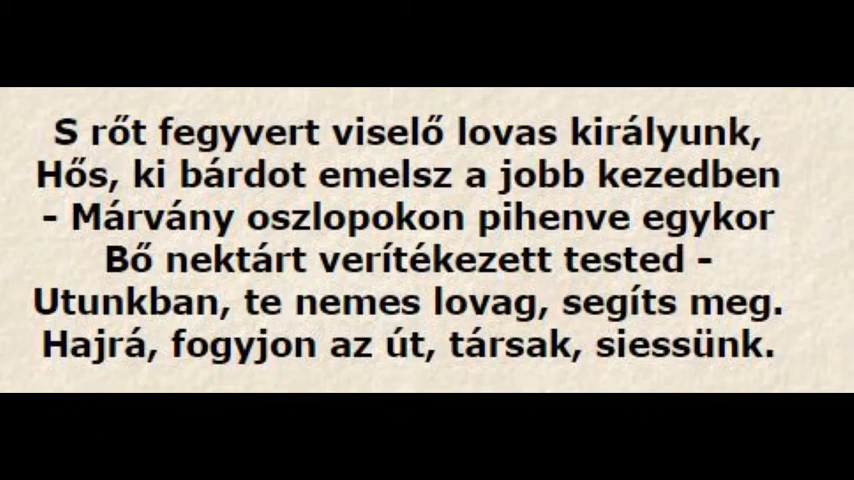 S rőt fegyvert viselő lovas királyunk,
Hős, ki bárdot emelsz a jobb kezedben
- Márvány oszlopokon pihenve egykor
Bő nektárt verítékezett tested -
Utunkban, te nemes lovag, segíts meg.
Hajrá, fogyjon az út, társak, siessünk.